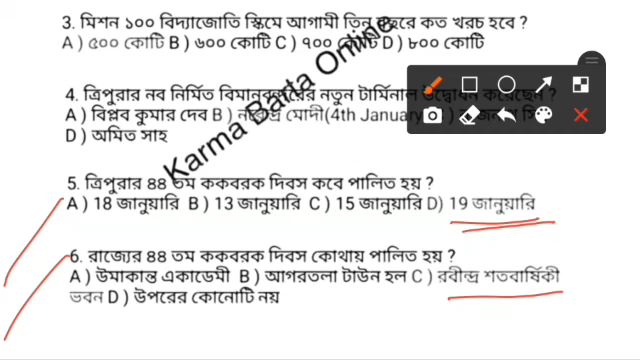 3. মিশন ১০০ বিদ্যাজোতি স্কিমে আগামী তিন বছরে কত খরচ হবে ?
A) ৫০০ কোটি B) ৬০০ কোটি C) ৭০০ কোটি D) ৮০০ কোটি
4. ত্রিপুরার নব নির্মিত বিমানবন্দরের নতুন টার্মিনাল উদ্বোধন করেছেন ?
A) বিপ্লব কুমার দেব B) নরেন্দ্র মোদী(4th January
D) অমিত সাহ
5. ত্রিপুরার ৪৪ তম ককবরক দিবস কবে পালিত হয় ?
A) 18 জানুয়ারি B) 13 জানুয়ারি C) 15 জানুয়ারি D) 19 জানুয়ারি
6. রাজ্যের ৪৪ তম ককবরক দিবস কোথায় পালিত হয় ?
A) উমাকান্ত একাডেমী B) আগরতলা টাউন হল C) রবীন্দ্র শতবার্ষিকী
ভবন D) উপরের কোনোটি নয়
Karma Barta Online